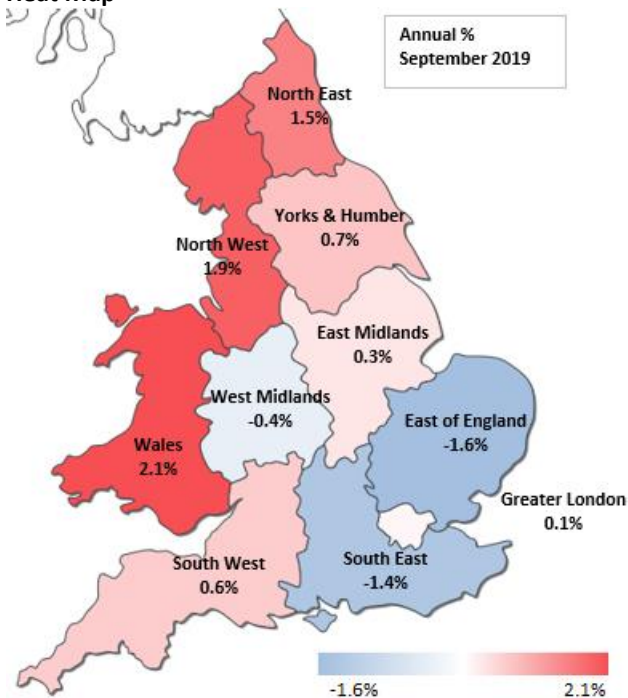 Heat Map
Annual %
September 2019
North East
1.5%
Yorks & Humber
0.7%
North West
1.9%
East Midlands
0.3%
West Midlands
-0.4%
East of England
-1.6%
Wales
2.1%
Greater London
0.1%
South West
0.6%
South East
-1.4%
-1.6%
2.1%